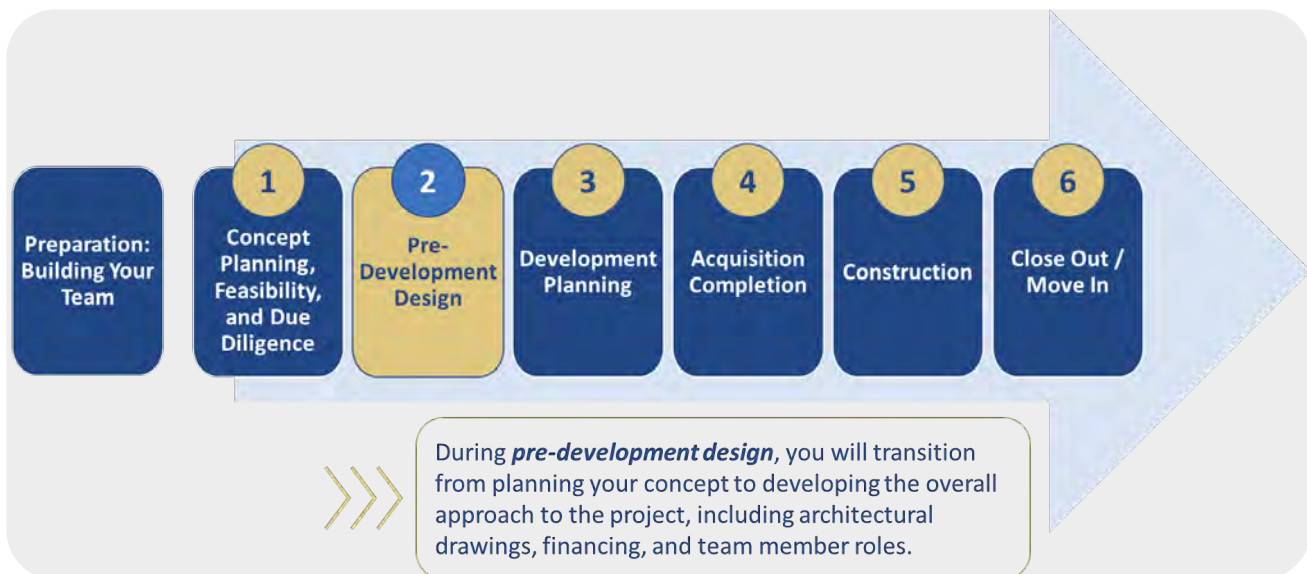 Preparation:
Building Your
Team
1
Concept
Planning,
Feasibility,
and Due
Diligence
2
Pre-
Development
Design
3
Development
Planning
4
Acquisition
Completion
5
Construction
6
Close Out /
Move In
During pre-development design, you will transition
from planning your concept to developing the overall
approach to the project, including architectural
drawings, financing, and team member roles.